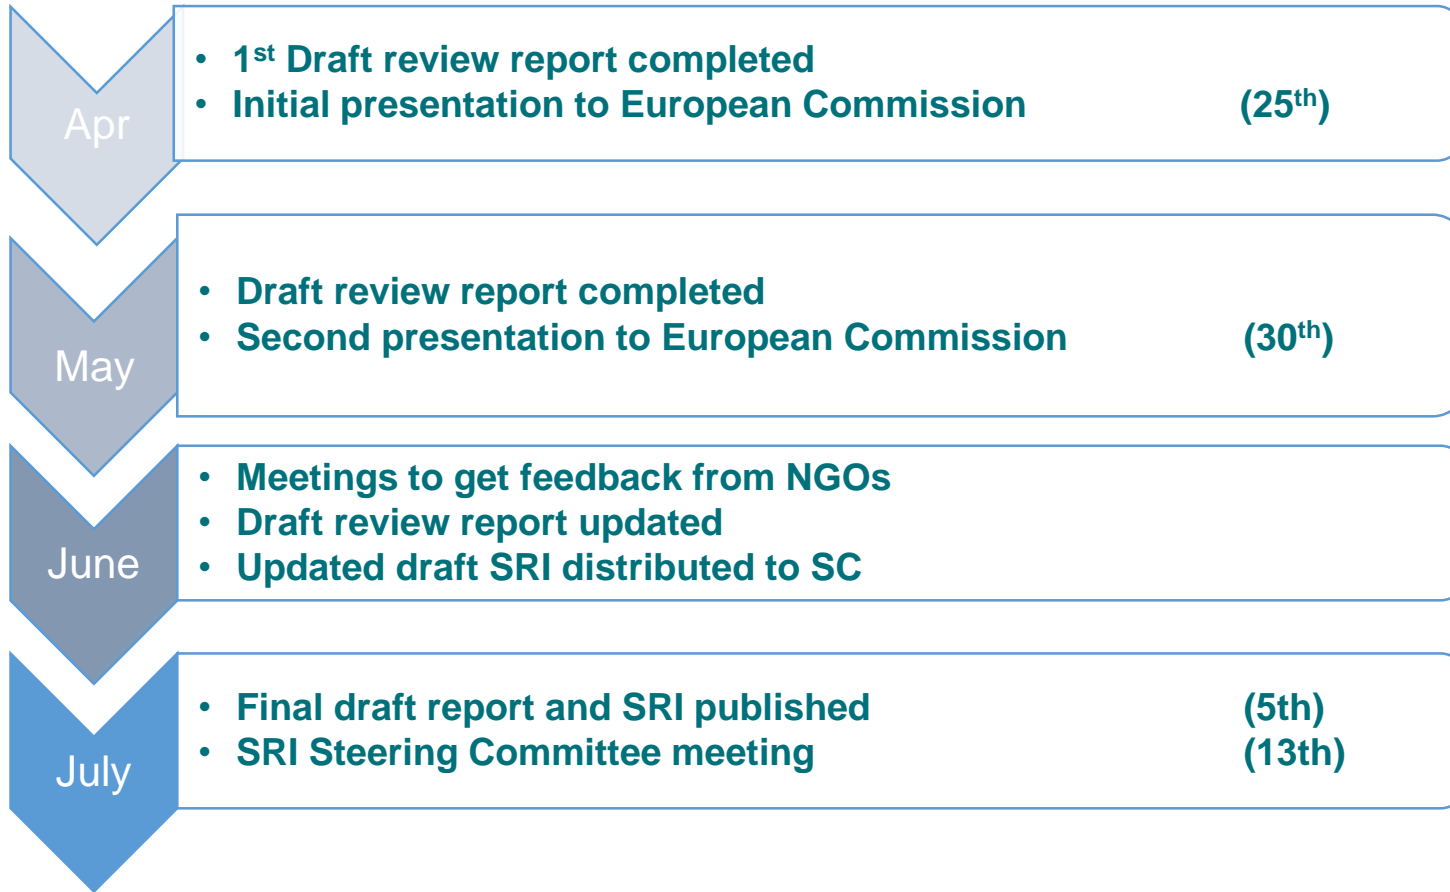 Apr
• 1st Draft review report completed
• Initial presentation to European Commission (25th)
May
• Draft review report completed
• Second presentation to European Commission (30th)
June
• Meetings to get feedback from NGOs
• Draft review report updated
• Updated draft SRI distributed to SC
July
• Final draft report and SRI published (5th)
• SRI Steering Committee meeting (13th)